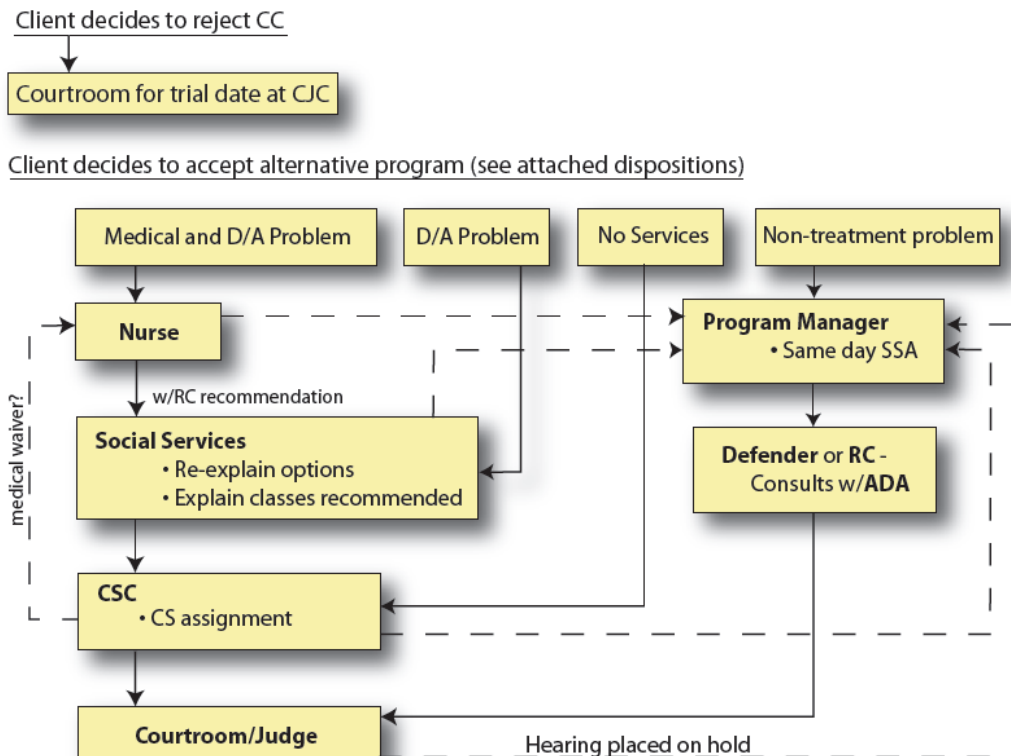 Client decides to reject CC
Courtroom for trial date at CJC
Client decides to accept alternative program (see attached dispositions)
Medical and D/A Problem
D/A Problem
No Services
Non-treatment problem
Nurse
Program Manager
• Same day SSA
w/RC recommendation
medical waiver?
Social Services
• Re-explain options
• Explain classes recommended
Defender or RC -
Consults w/ADA
CSC
• CS assignment
Courtroom/Judge
Hearing placed on hold